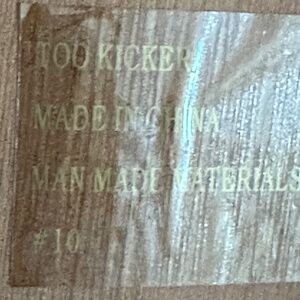 TOO KICKER
MADE IN CHINA
MAN MADE MATERIALS
#10